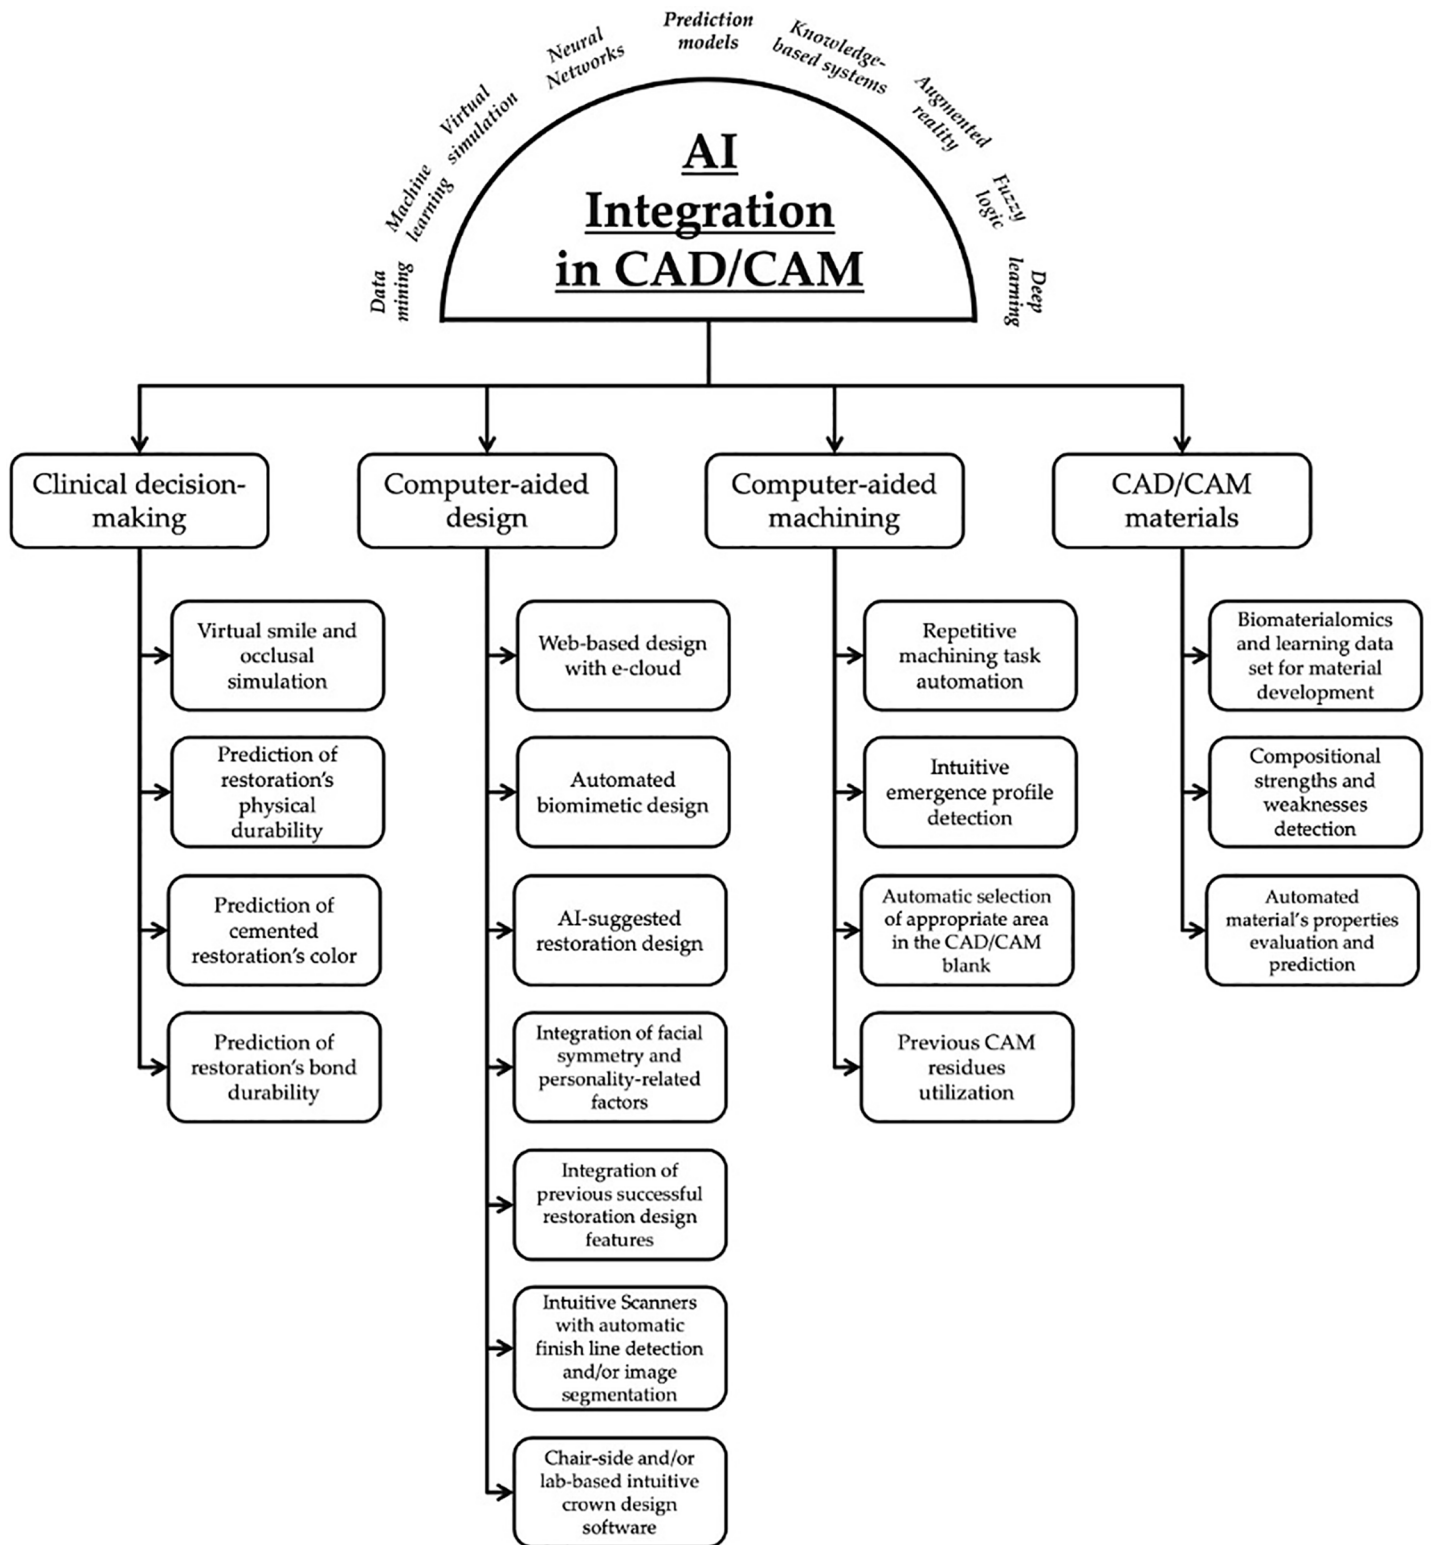 Prediction
models
Neural
Networks
Knowledge-
based systems
Virtual
simulation
Augmented
reality
Machine
learning
Fuzzy
logic
Data
mining
Deep
learning
AI
Integration
in CAD/CAM
Clinical decision-
making
Virtual smile and
occlusal
simulation
Prediction of
restoration's
physical
durability
Prediction of
cemented
restoration's color
Prediction of
restoration's bond
durability
Computer-aided
design
Web-based design
with e-cloud
Automated
biomimetic design
AI-suggested
restoration design
Integration of facial
symmetry and
personality-related
factors
Integration of
previous successful
restoration design
features
Intuitive Scanners
with automatic
finish line detection
and/or image
segmentation
Chair-side and/or
lab-based intuitive
crown design
software
Computer-aided
machining
Repetitive
machining task
automation
Intuitive
emergence profile
detection
Automatic selection
of appropriate area
in the CAD/CAM
blank
Previous CAM
residues
utilization
CAD/CAM
materials
Biomaterialomics
and learning data
set for material
development
Compositional
strengths and
weaknesses
detection
Automated
material's properties
evaluation and
prediction